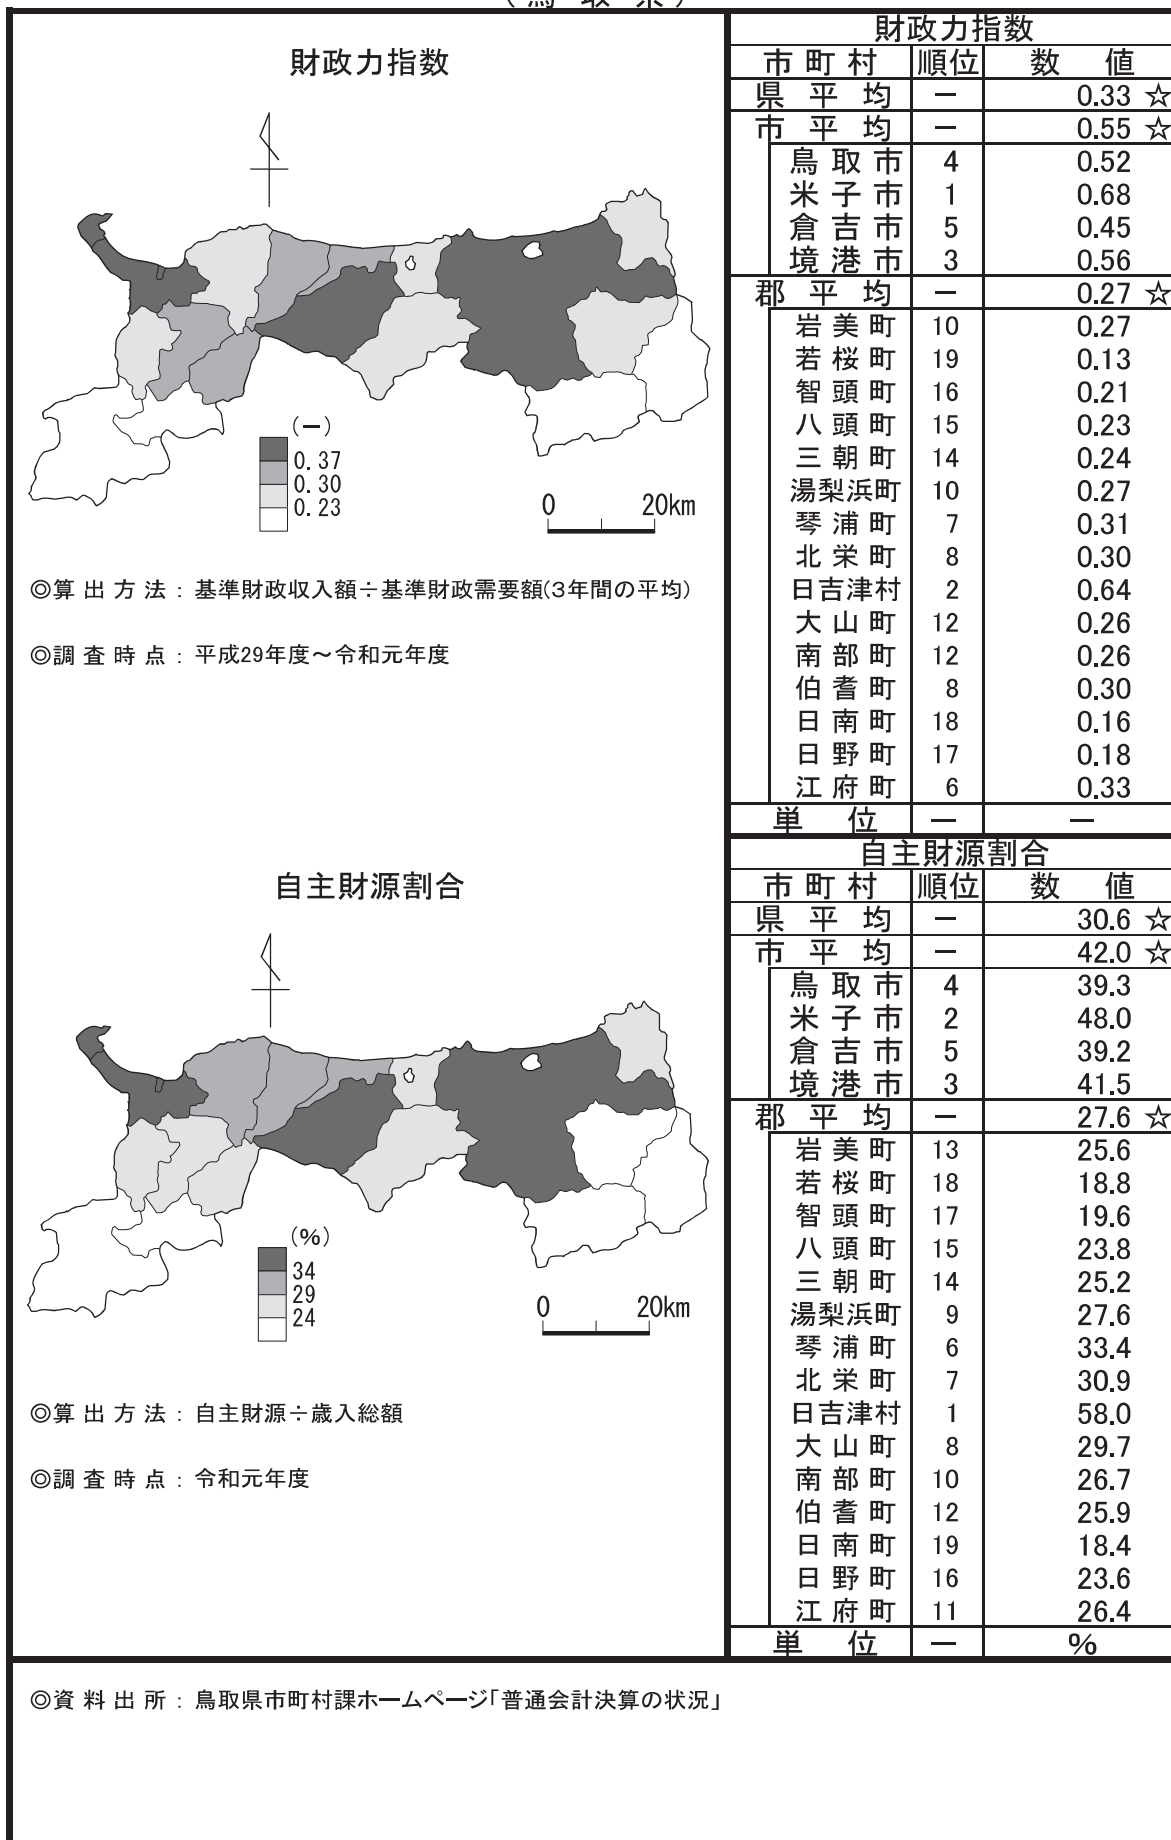 (鳥取県)
財政力指数
(－)
0.37
0.30
0.23
0 20km
◎算出方法：基準財政収入額÷基準財政需要額(3年間の平均)
◎調査時点：平成29年度～令和元年度
財政力指数
市町村 順位 数値
県平均 － 0.33 ☆
市平均 － 0.55 ☆
鳥取市 4 0.52
米子市 1 0.68
倉吉市 5 0.45
境港市 3 0.56
郡平均 － 0.27 ☆
岩美町 10 0.27
若桜町 19 0.13
智頭町 16 0.21
八頭町 15 0.23
三朝町 14 0.24
湯梨浜町 10 0.27
琴浦町 7 0.31
北栄町 8 0.30
日吉津村 2 0.64
大山町 12 0.26
南部町 12 0.26
伯耆町 8 0.30
日南町 18 0.16
日野町 17 0.18
江府町 6 0.33
単位 － －
自主財源割合
(%)
34
29
24
0 20km
◎算出方法：自主財源÷歳入総額
◎調査時点：令和元年度
自主財源割合
市町村 順位 数値
県平均 － 30.6 ☆
市平均 － 42.0 ☆
鳥取市 4 39.3
米子市 2 48.0
倉吉市 5 39.2
境港市 3 41.5
郡平均 － 27.6 ☆
岩美町 13 25.6
若桜町 18 18.8
智頭町 17 19.6
八頭町 15 23.8
三朝町 14 25.2
湯梨浜町 9 27.6
琴浦町 6 33.4
北栄町 7 30.9
日吉津村 1 58.0
大山町 8 29.7
南部町 10 26.7
伯耆町 12 25.9
日南町 19 18.4
日野町 16 23.6
江府町 11 26.4
単位 － %
◎資料出所：鳥取県市町村課ホームページ｢普通会計決算の状況｣